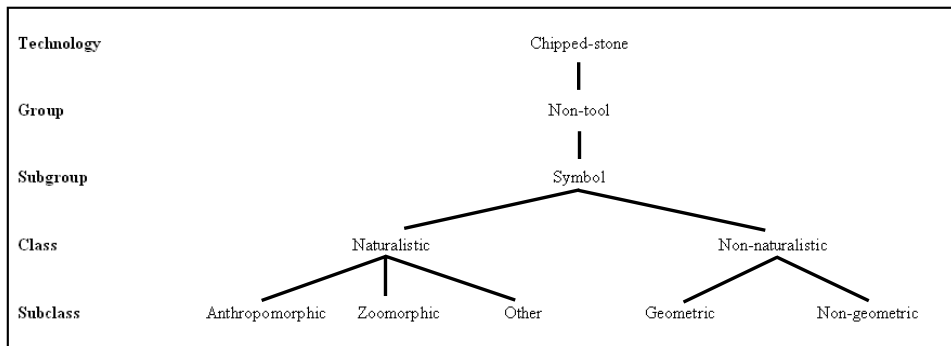 Technology Chipped-stone
Group Non-tool
Subgroup Symbol
Class Naturalistic Non-naturalistic
Subclass Anthropomorphic Zoomorphic Other Geometric Non-geometric